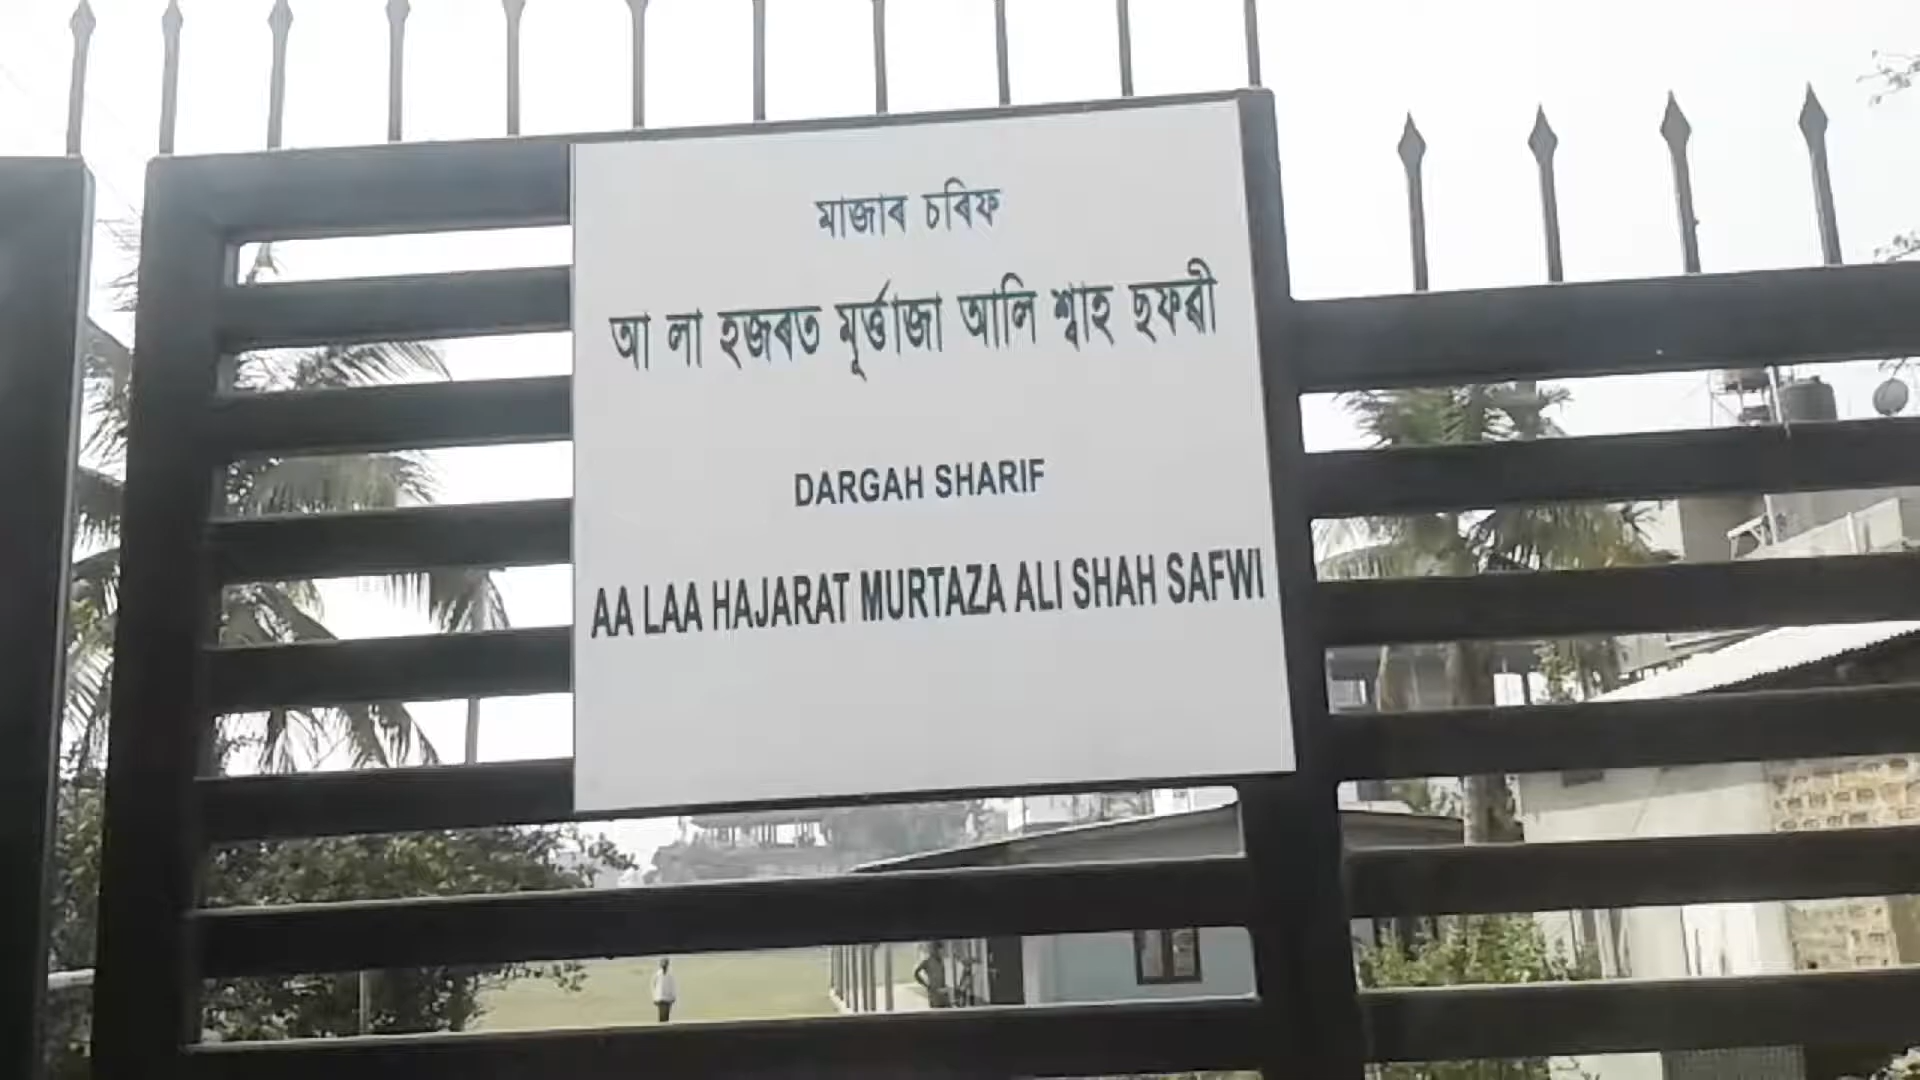 মাজাৰ চৰিফ
আ লা হজৰত মূৰ্ত্তাজা আলি শ্বাহ ছফৱী
DARGAH SHARIF
AA LAA HAJARAT MURTAZA ALI SHAH SAFWI